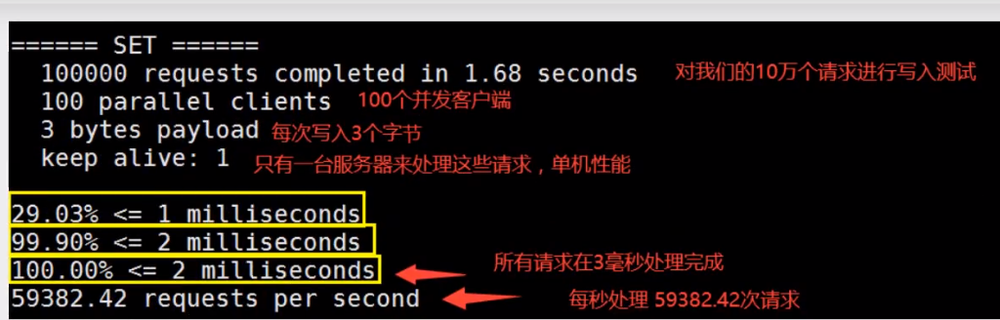 ====== SET ======
100000 requests completed in 1.68 seconds 对我们的10万个请求进行写入测试
100 parallel clients 100个并发客户端
3 bytes payload 每次写入3个字节
keep alive: 1 只有一台服务器来处理这些请求，单机性能
29.03% <= 1 milliseconds
99.90% <= 2 milliseconds
100.00% <= 2 milliseconds 所有请求在3毫秒处理完成
59382.42 requests per second 每秒处理 59382.42次请求